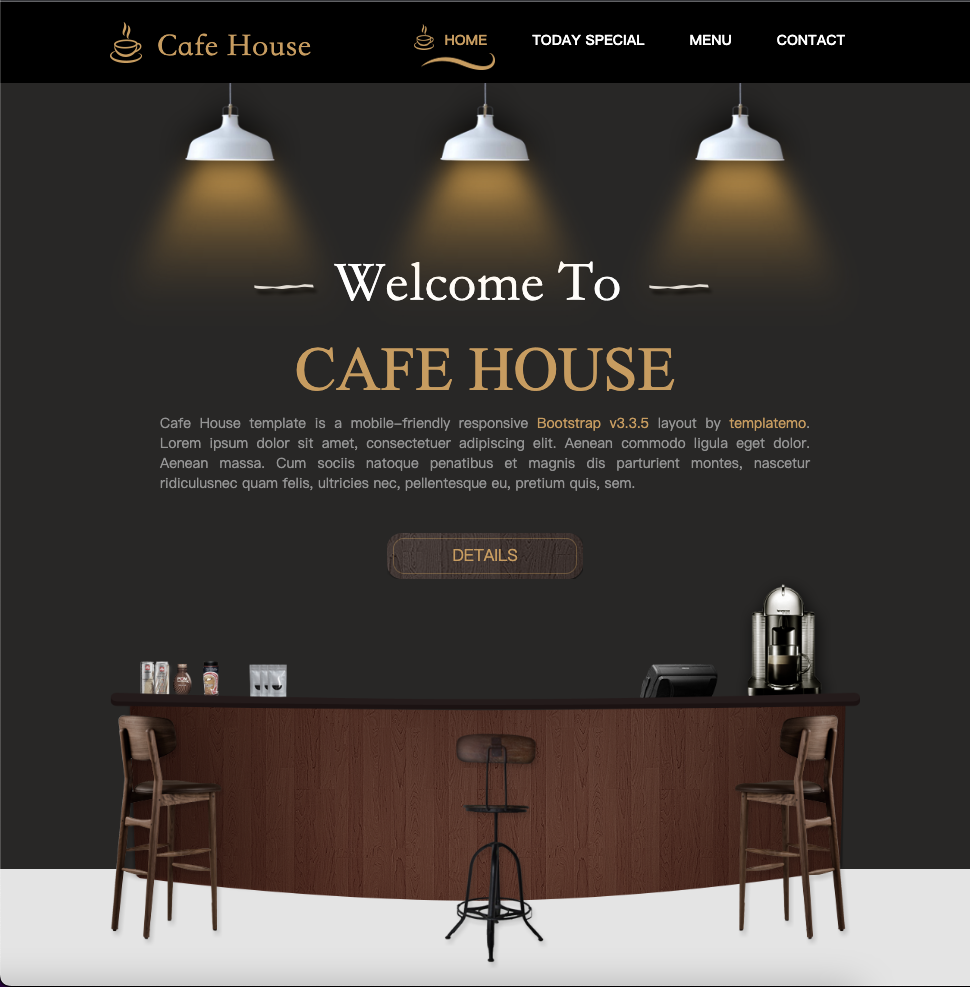 Cafe House
HOME
TODAY SPECIAL
MENU
CONTACT
Welcome To
CAFE HOUSE
Cafe House template is a mobile-friendly responsive Bootstrap v3.3.5 layout by templatemo.
Lorem ipsum dolor sit amet, consectetuer adipiscing elit. Aenean commodo ligula eget dolor.
Aenean massa. Cum sociis natoque penatibus et magnis dis parturient montes, nascetur
ridiculusnec quam felis, ultricies nec, pellentesque eu, pretium quis, sem.
DETAILS